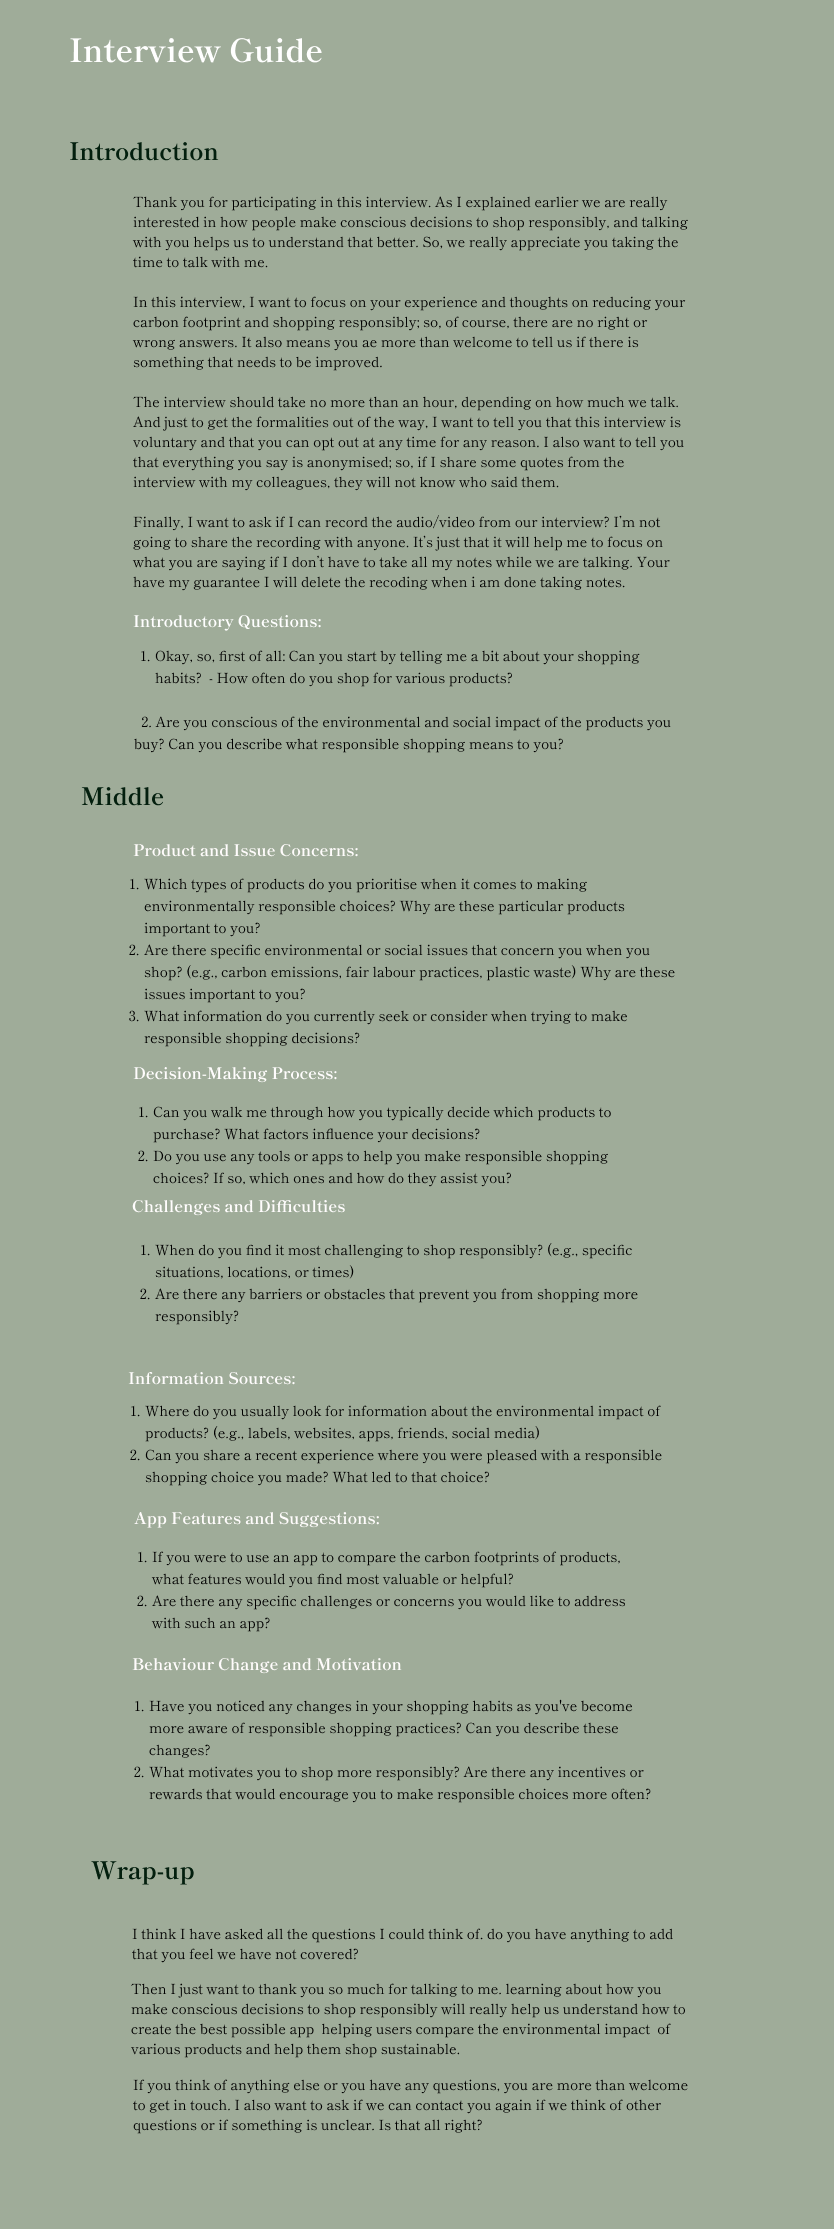 Interview Guide
Introduction
Thank you for participating in this interview. As I explained earlier we are really
interested in how people make conscious decisions to shop responsibly, and talking
with you helps us to understand that better. So, we really appreciate you taking the
time to talk with me.
In this interview, I want to focus on your experience and thoughts on reducing your
carbon footprint and shopping responsibly; so, of course, there are no right or
wrong answers. It also means you ae more than welcome to tell us if there is
something that needs to be improved.
The interview should take no more than an hour, depending on how much we talk.
And just to get the formalities out of the way, I want to tell you that this interview is
voluntary and that you can opt out at any time for any reason. I also want to tell you
that everything you say is anonymised; so, if I share some quotes from the
interview with my colleagues, they will not know who said them.
Finally, I want to ask if I can record the audio/video from our interview? I'm not
going to share the recording with anyone. It's just that it will help me to focus on
what you are saying if I don't have to take all my notes while we are talking. Your
have my guarantee I will delete the recoding when i am done taking notes.
Introductory Questions:
1. Okay, so, first of all: Can you start by telling me a bit about your shopping
habits?  - How often do you shop for various products?
2. Are you conscious of the environmental and social impact of the products you
buy? Can you describe what responsible shopping means to you?
Middle
Product and Issue Concerns:
1. Which types of products do you prioritise when it comes to making
environmentally responsible choices? Why are these particular products
important to you?
2. Are there specific environmental or social issues that concern you when you
shop? (e.g., carbon emissions, fair labour practices, plastic waste) Why are these
issues important to you?
3. What information do you currently seek or consider when trying to make
responsible shopping decisions?
Decision-Making Process:
1. Can you walk me through how you typically decide which products to
purchase? What factors influence your decisions?
2. Do you use any tools or apps to help you make responsible shopping
choices? If so, which ones and how do they assist you?
Challenges and Difficulties
1. When do you find it most challenging to shop responsibly? (e.g., specific
situations, locations, or times)
2. Are there any barriers or obstacles that prevent you from shopping more
responsibly?
Information Sources:
1. Where do you usually look for information about the environmental impact of
products? (e.g., labels, websites, apps, friends, social media)
2. Can you share a recent experience where you were pleased with a responsible
shopping choice you made? What led to that choice?
App Features and Suggestions:
1. If you were to use an app to compare the carbon footprints of products,
what features would you find most valuable or helpful?
2. Are there any specific challenges or concerns you would like to address
with such an app?
Behaviour Change and Motivation
1. Have you noticed any changes in your shopping habits as you've become
more aware of responsible shopping practices? Can you describe these
changes?
2. What motivates you to shop more responsibly? Are there any incentives or
rewards that would encourage you to make responsible choices more often?
Wrap-up
I think I have asked all the questions I could think of. do you have anything to add
that you feel we have not covered?
Then I just want to thank you so much for talking to me. learning about how you
make conscious decisions to shop responsibly will really help us understand how to
create the best possible app  helping users compare the environmental impact  of
various products and help them shop sustainable.
If you think of anything else or you have any questions, you are more than welcome
to get in touch. I also want to ask if we can contact you again if we think of other
questions or if something is unclear. Is that all right?